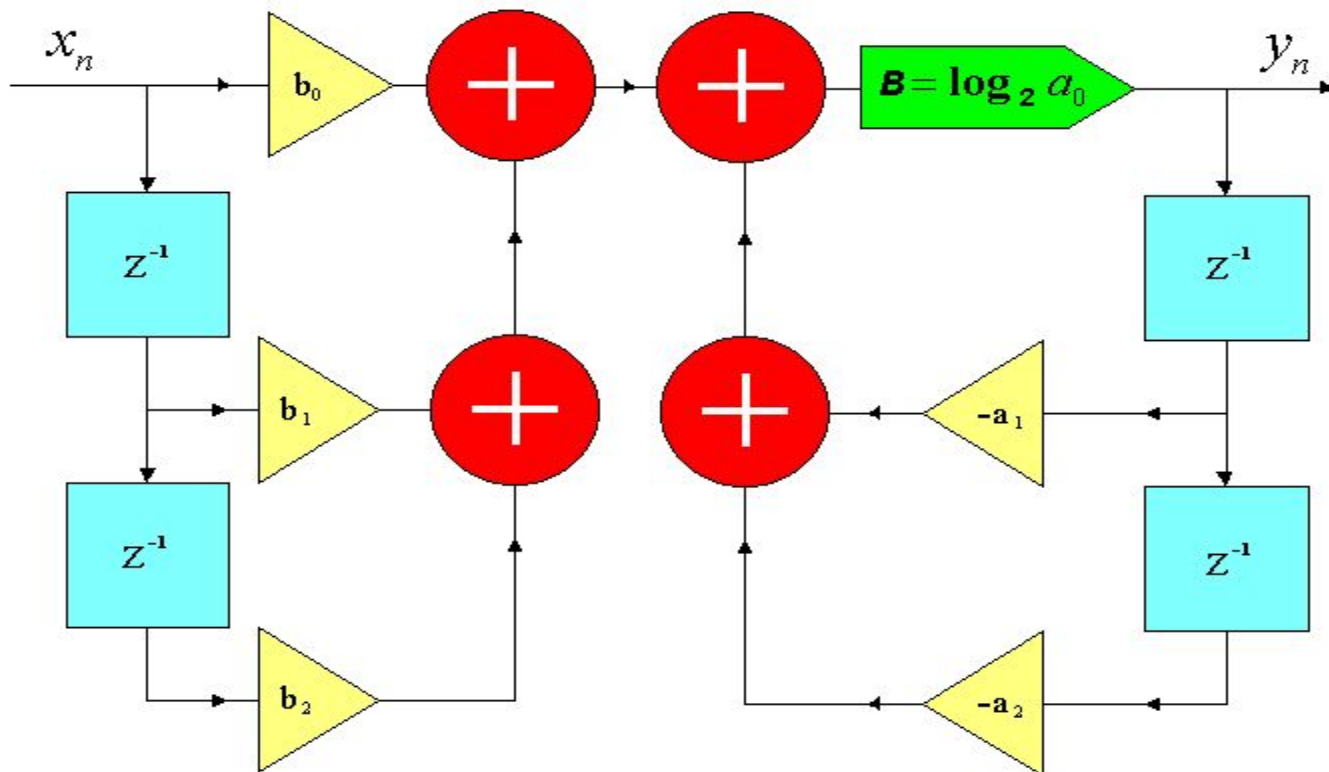 xₙ
yₙ
b₀
B = log₂ a₀
Z⁻¹
Z⁻¹
b₁
-a₁
Z⁻¹
Z⁻¹
b₂
-a₂